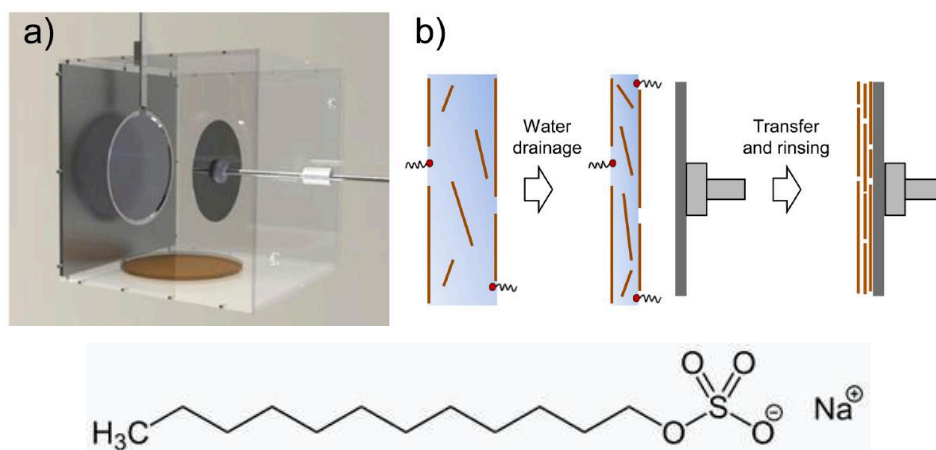 a)
b)
Water
drainage
Transfer
and rinsing
H3C
O
O
S
O
O
⊖
Na⊕